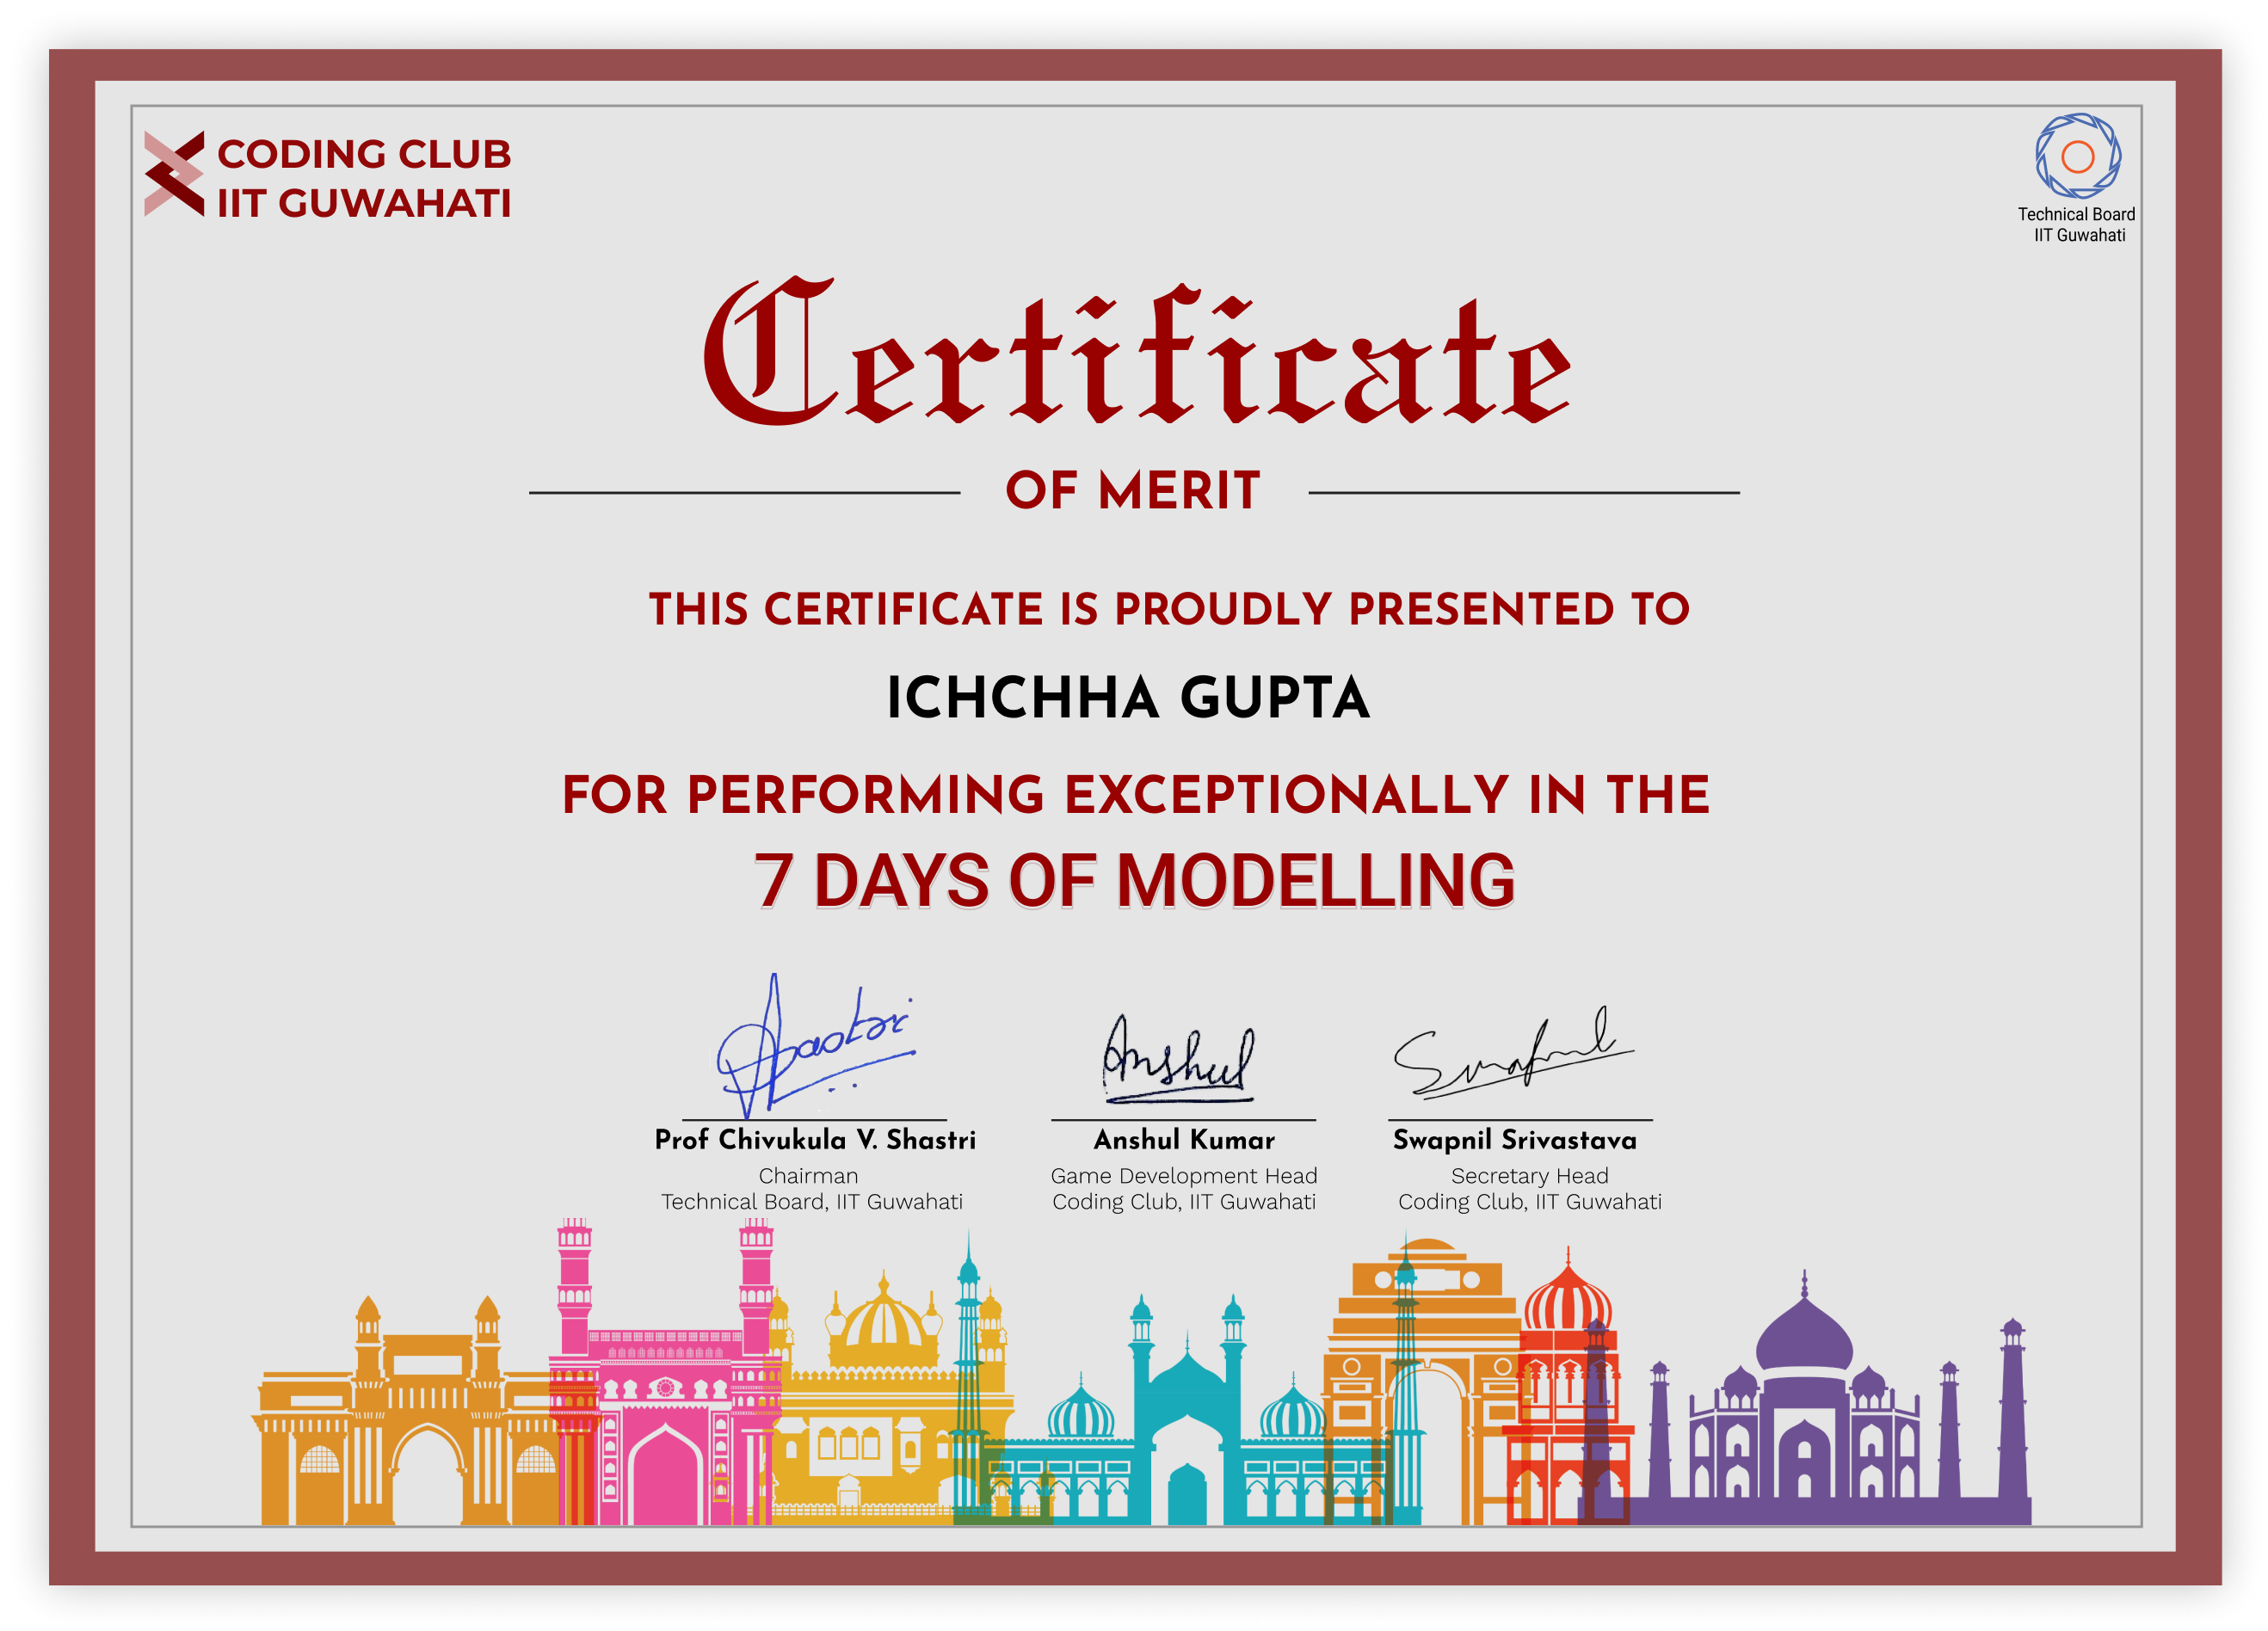 CODING CLUB
IIT GUWAHATI
Technical Board
IIT Guwahati
Certificate
OF MERIT
THIS CERTIFICATE IS PROUDLY PRESENTED TO
ICHCHHA GUPTA
FOR PERFORMING EXCEPTIONALLY IN THE
7 DAYS OF MODELLING
Shastri
Anshul
Swapnil
Prof Chivukula V. Shastri
Anshul Kumar
Swapnil Srivastava
Chairman
Game Development Head
Secretary Head
Technical Board, IIT Guwahati
Coding Club, IIT Guwahati
Coding Club, IIT Guwahati